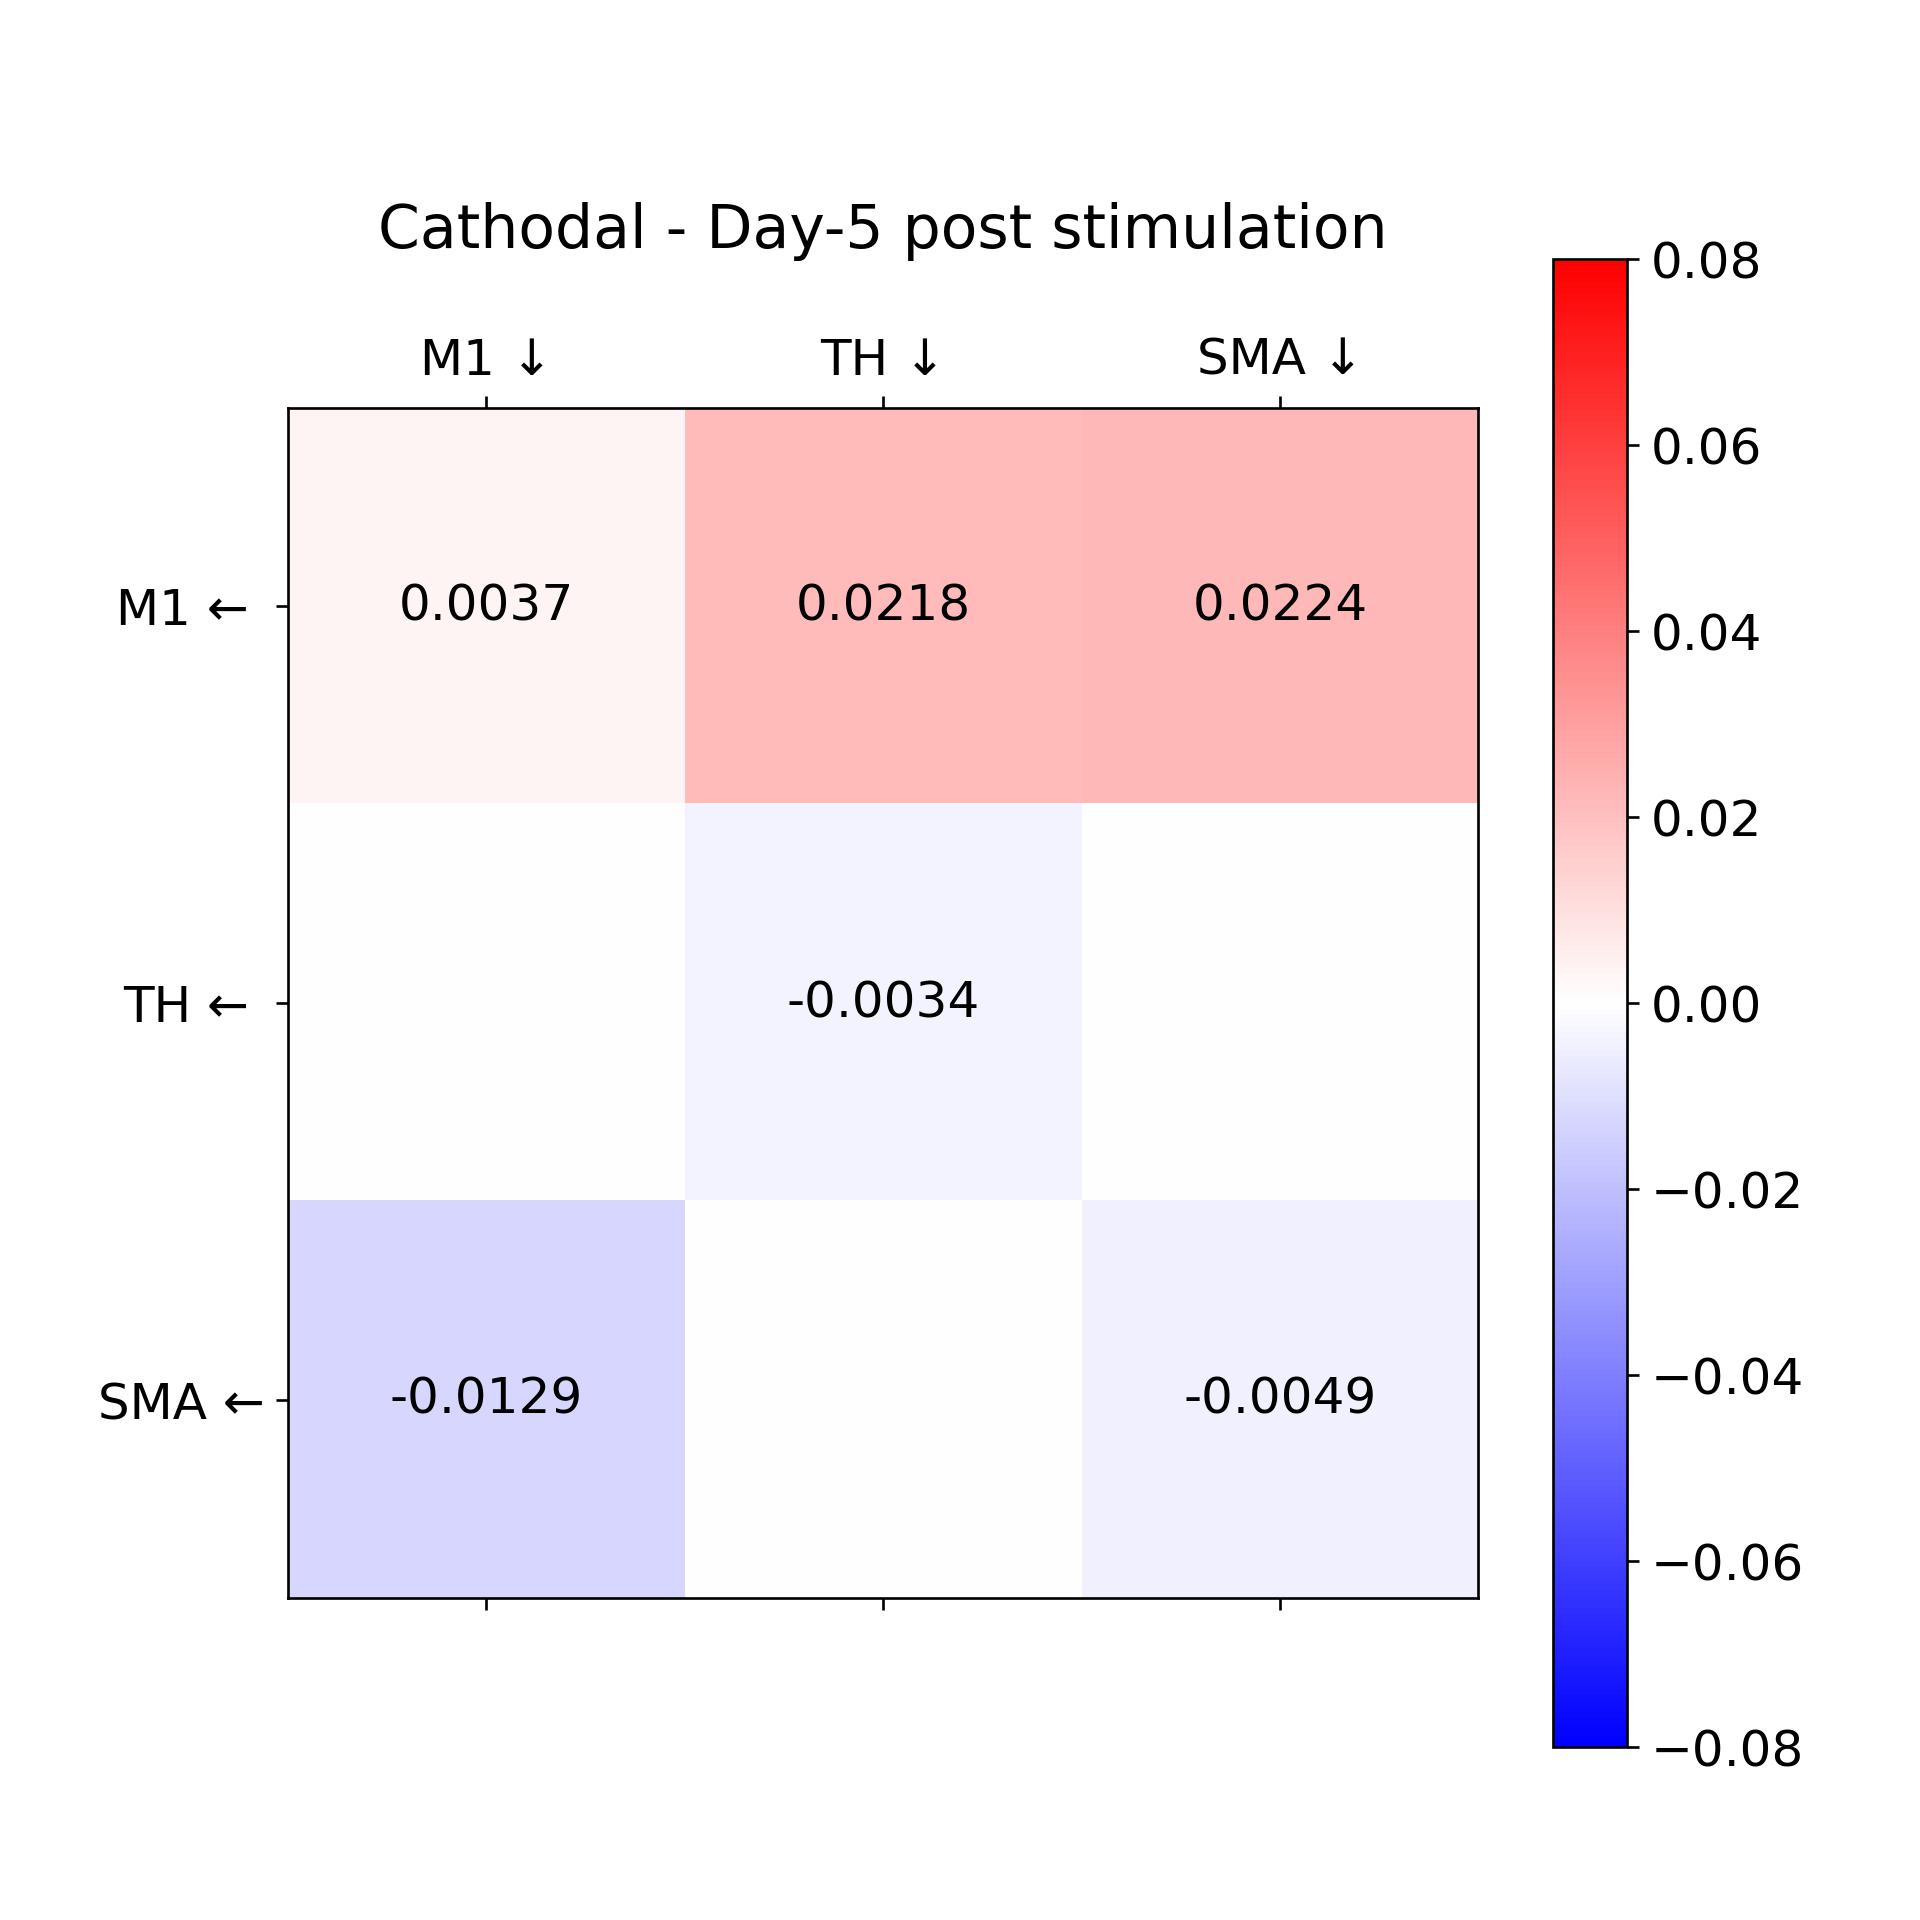 Cathodal - Day-5 post stimulation
M1 ↓ TH ↓ SMA ↓
M1 ← 0.0037 0.0218 0.0224
TH ← -0.0034
SMA ← -0.0129 -0.0049
0.08
0.06
0.04
0.02
0.00
−0.02
−0.04
−0.06
−0.08